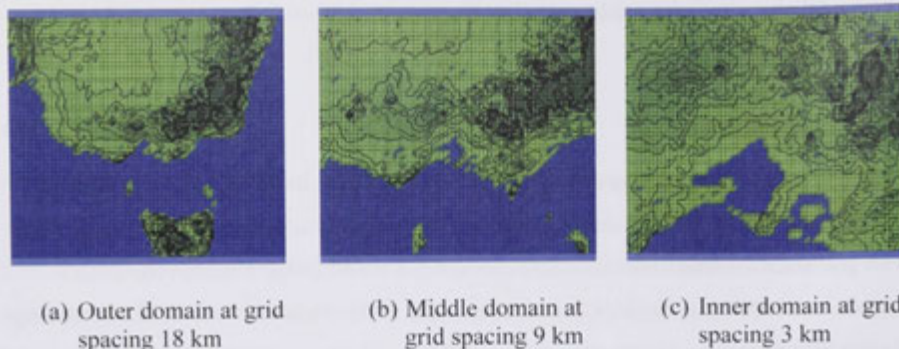 (a) Outer domain at grid
spacing 18 km
(b) Middle domain at
grid spacing 9 km
(c) Inner domain at grid
spacing 3 km